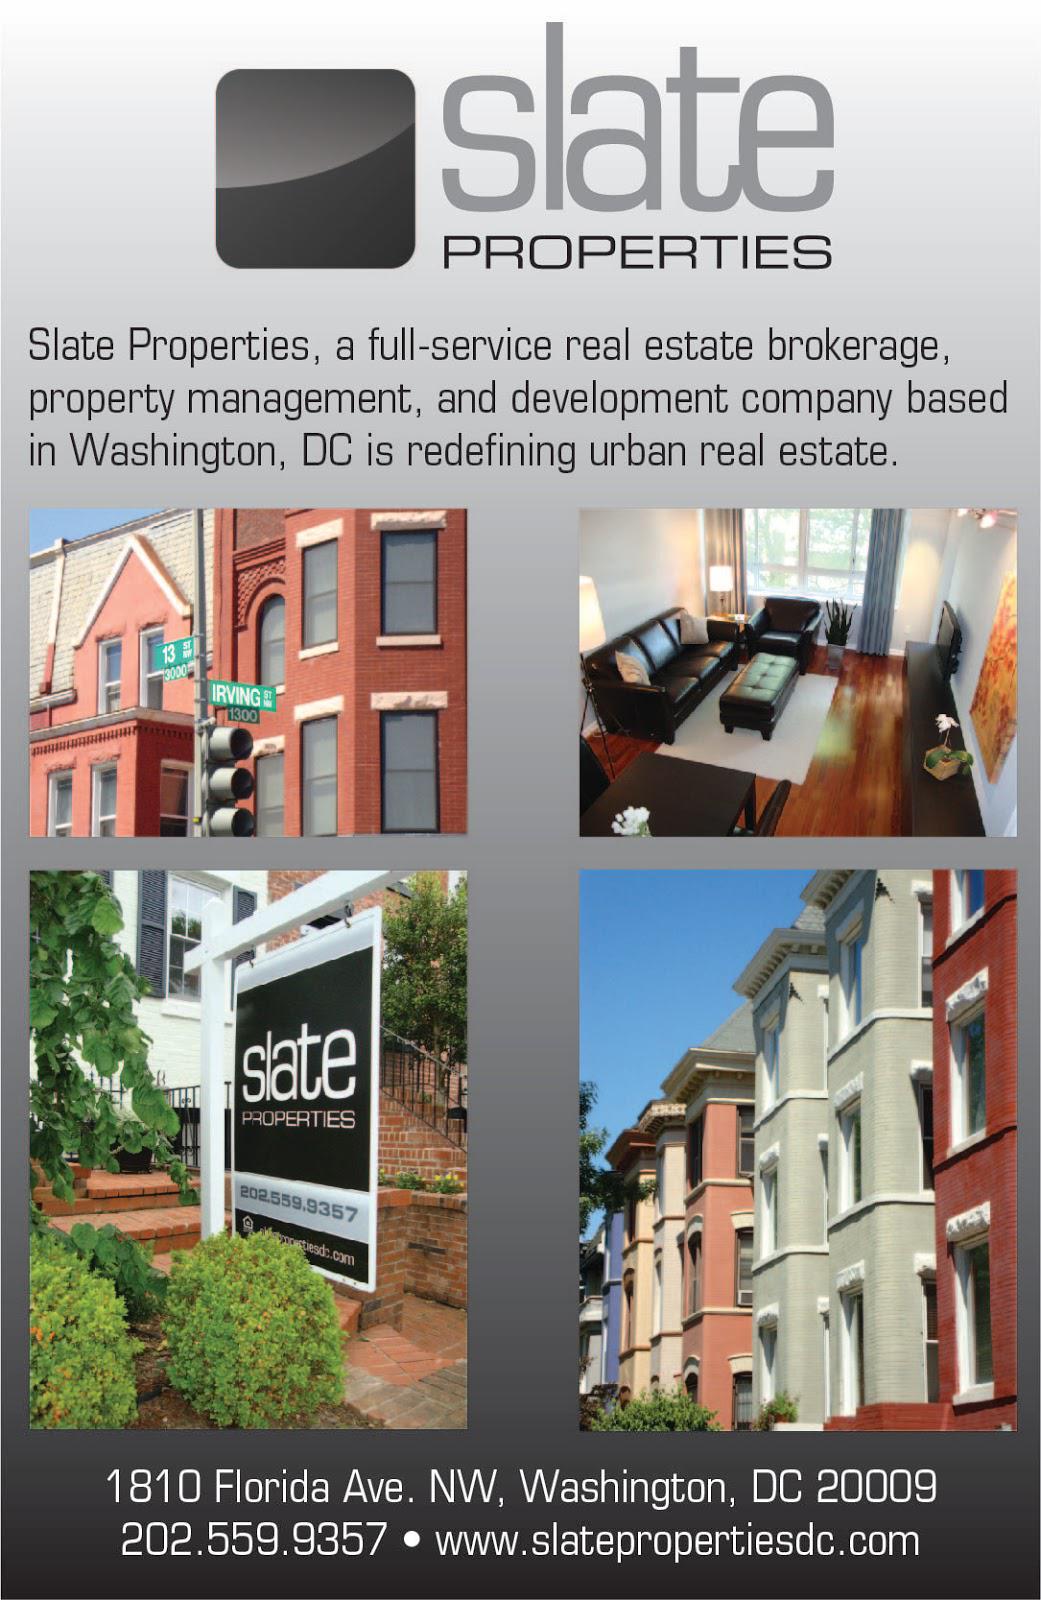 slate
PROPERTIES
Slate Properties, a full-service real estate brokerage,
property management, and development company based
in Washington, DC is redefining urban real estate.
13 ST NW
3000
IRVING ST NW
1300
slate
PROPERTIES
202.559.9357
1810 Florida Ave. NW, Washington, DC 20009
202.559.9357 • www.slatepropertiesdc.com